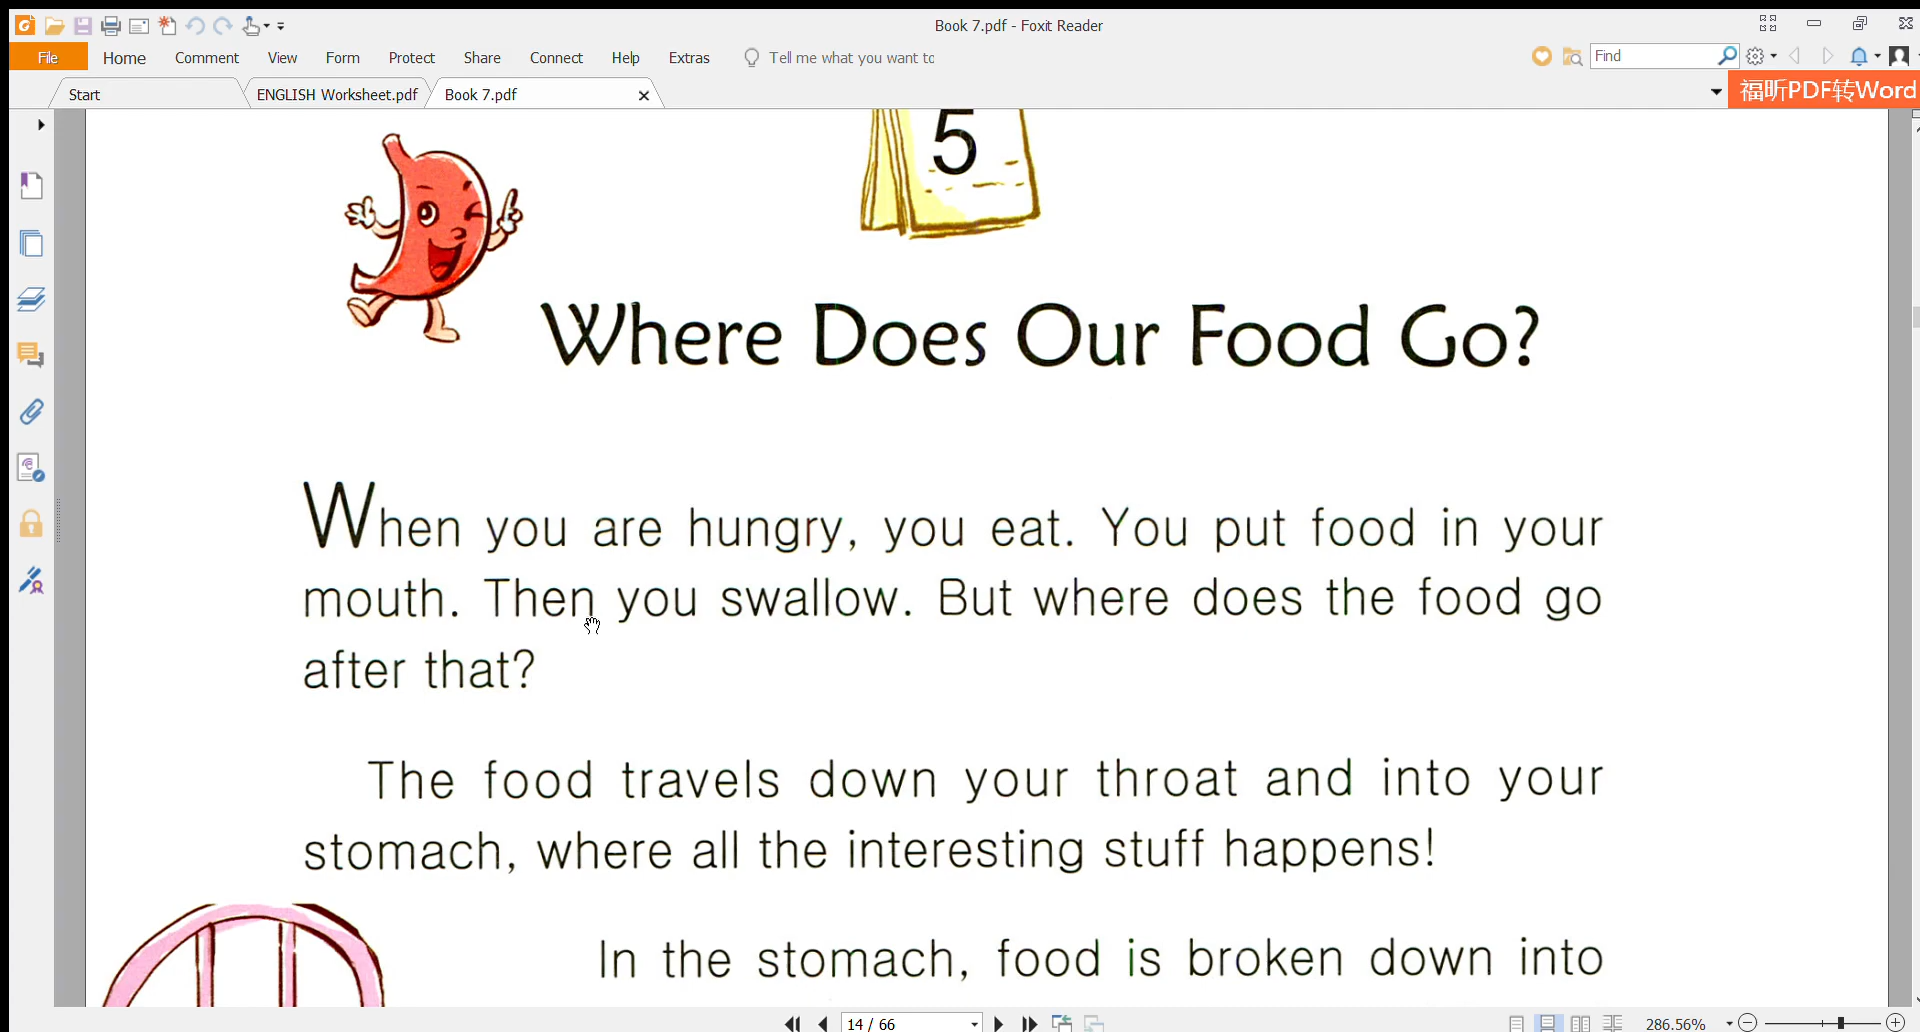 Book 7.pdf - Foxit Reader
File Home Comment View Form Protect Share Connect Help Extras Tell me what you want to Find
Start ENGLISH Worksheet.pdf Book 7.pdf 福昕PDF转Word
5
Where Does Our Food Go?
When you are hungry, you eat. You put food in your
mouth. Then you swallow. But where does the food go
after that?
The food travels down your throat and into your
stomach, where all the interesting stuff happens!
In the stomach, food is broken down into
14 / 66 286.56%